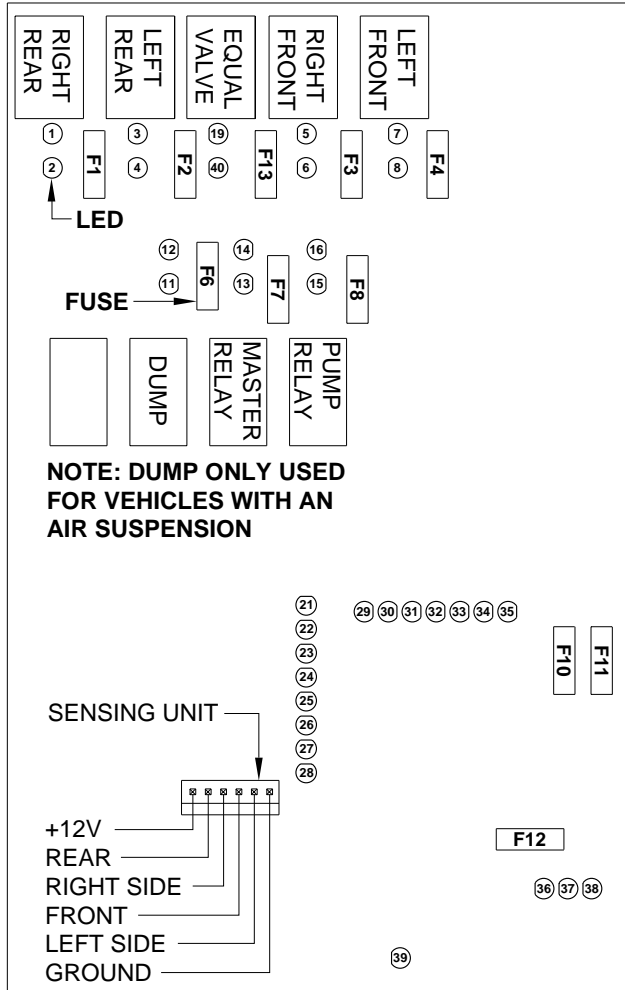 RIGHT REAR
LEFT REAR
EQUAL VALVE
RIGHT FRONT
LEFT FRONT
1 3 19 5 7
F1 F2 F13 F3 F4
2 4 40 6 8
LED
12 14 16
F6 F7 F8
11 13 15
FUSE
DUMP
MASTER RELAY
PUMP RELAY
NOTE: DUMP ONLY USED
FOR VEHICLES WITH AN
AIR SUSPENSION
21
22
23
24
25
26
27
28
29 30 31 32 33 34 35
F10 F11
SENSING UNIT
+12V
REAR
RIGHT SIDE
FRONT
LEFT SIDE
GROUND
F12
36 37 38
39